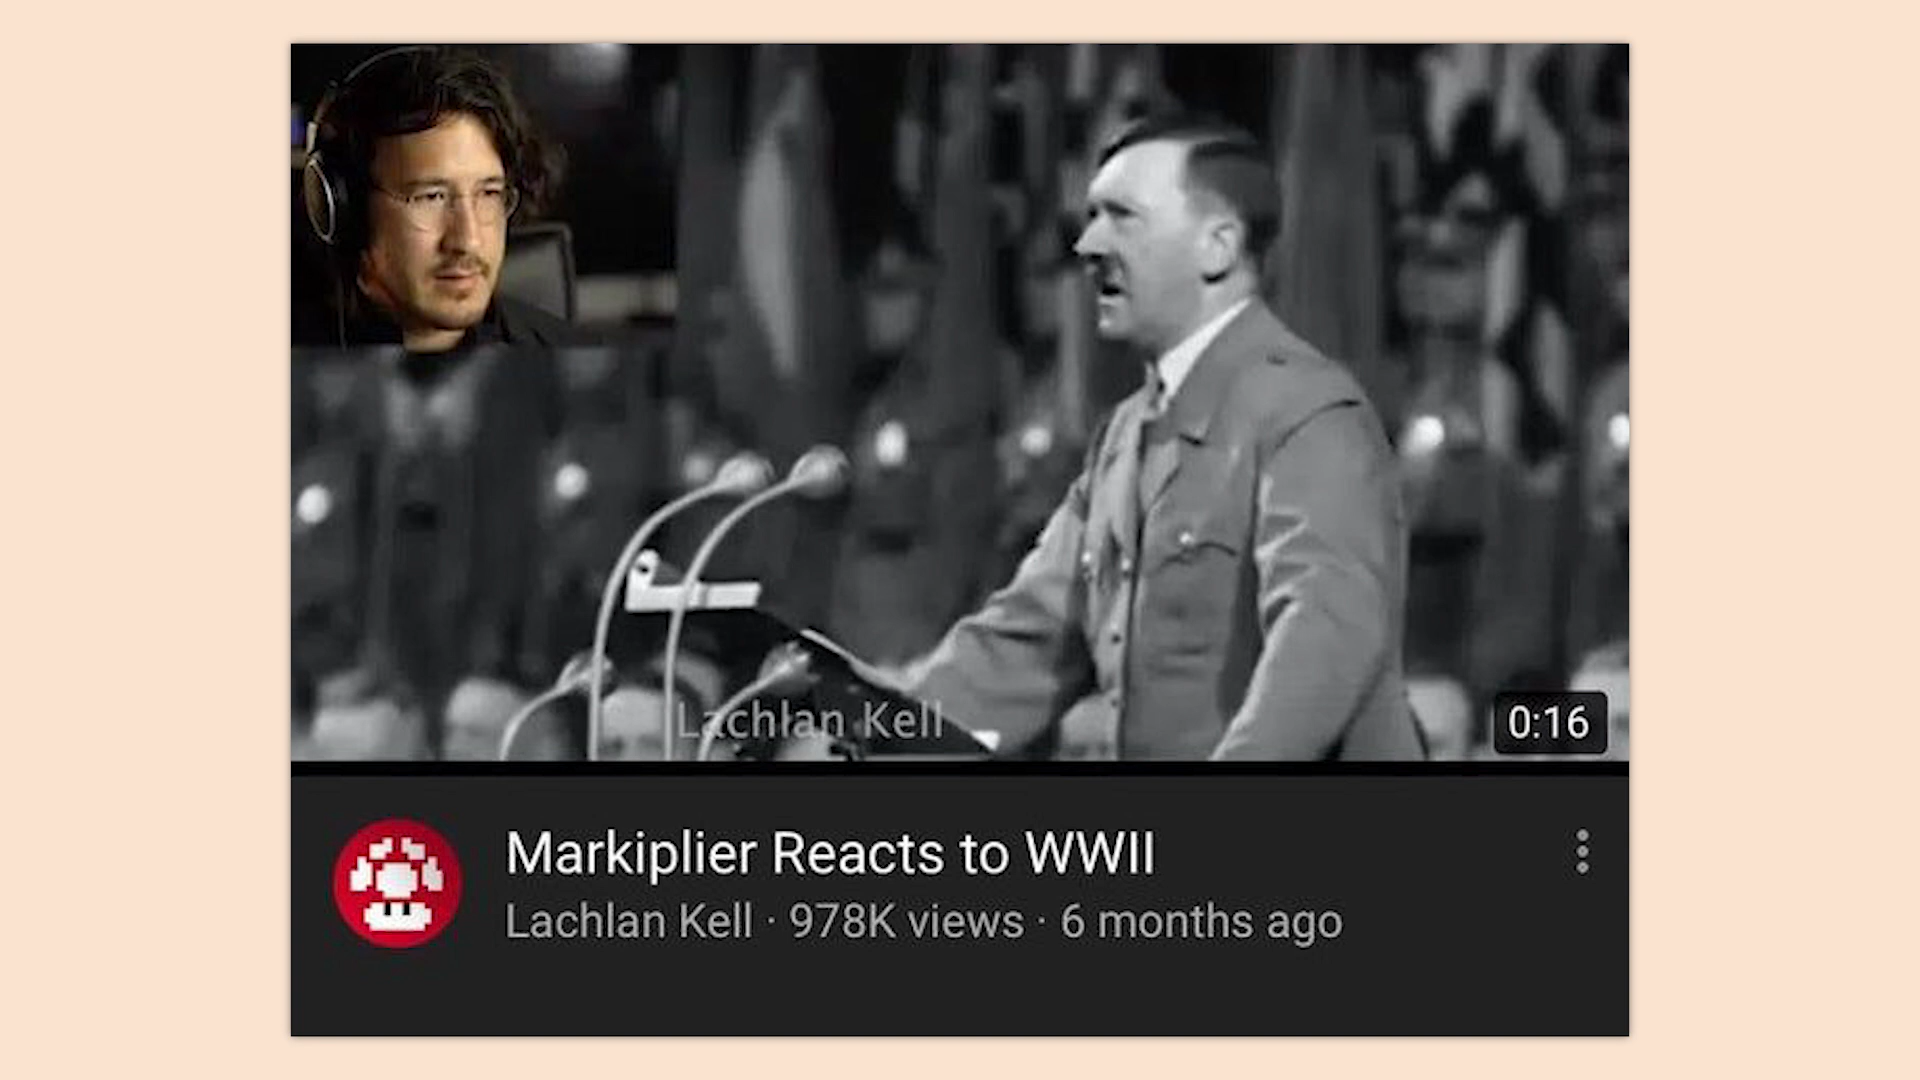 Lachlan Kell
0:16
Markiplier Reacts to WWII
Lachlan Kell · 978K views · 6 months ago